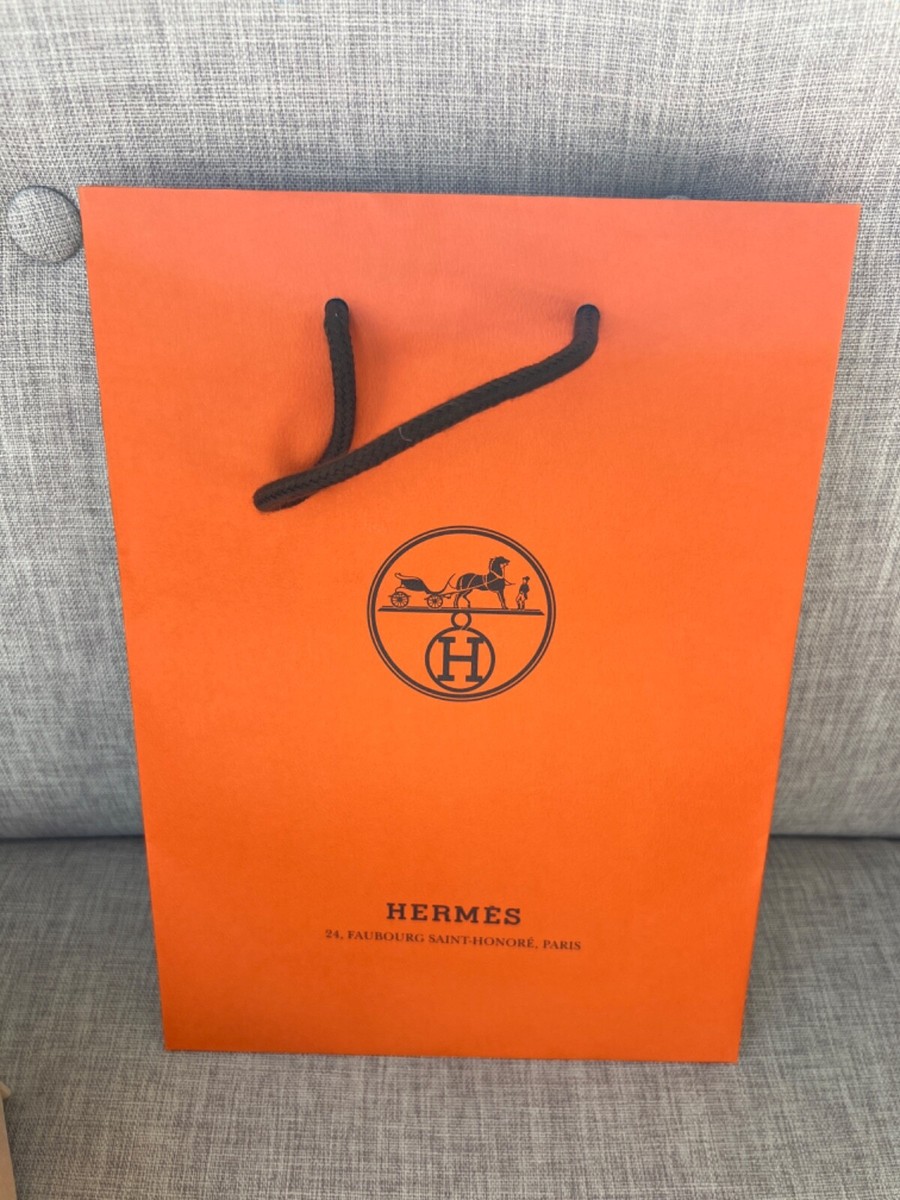 H
HERMÈS
24, FAUBOURG SAINT-HONORÉ, PARIS